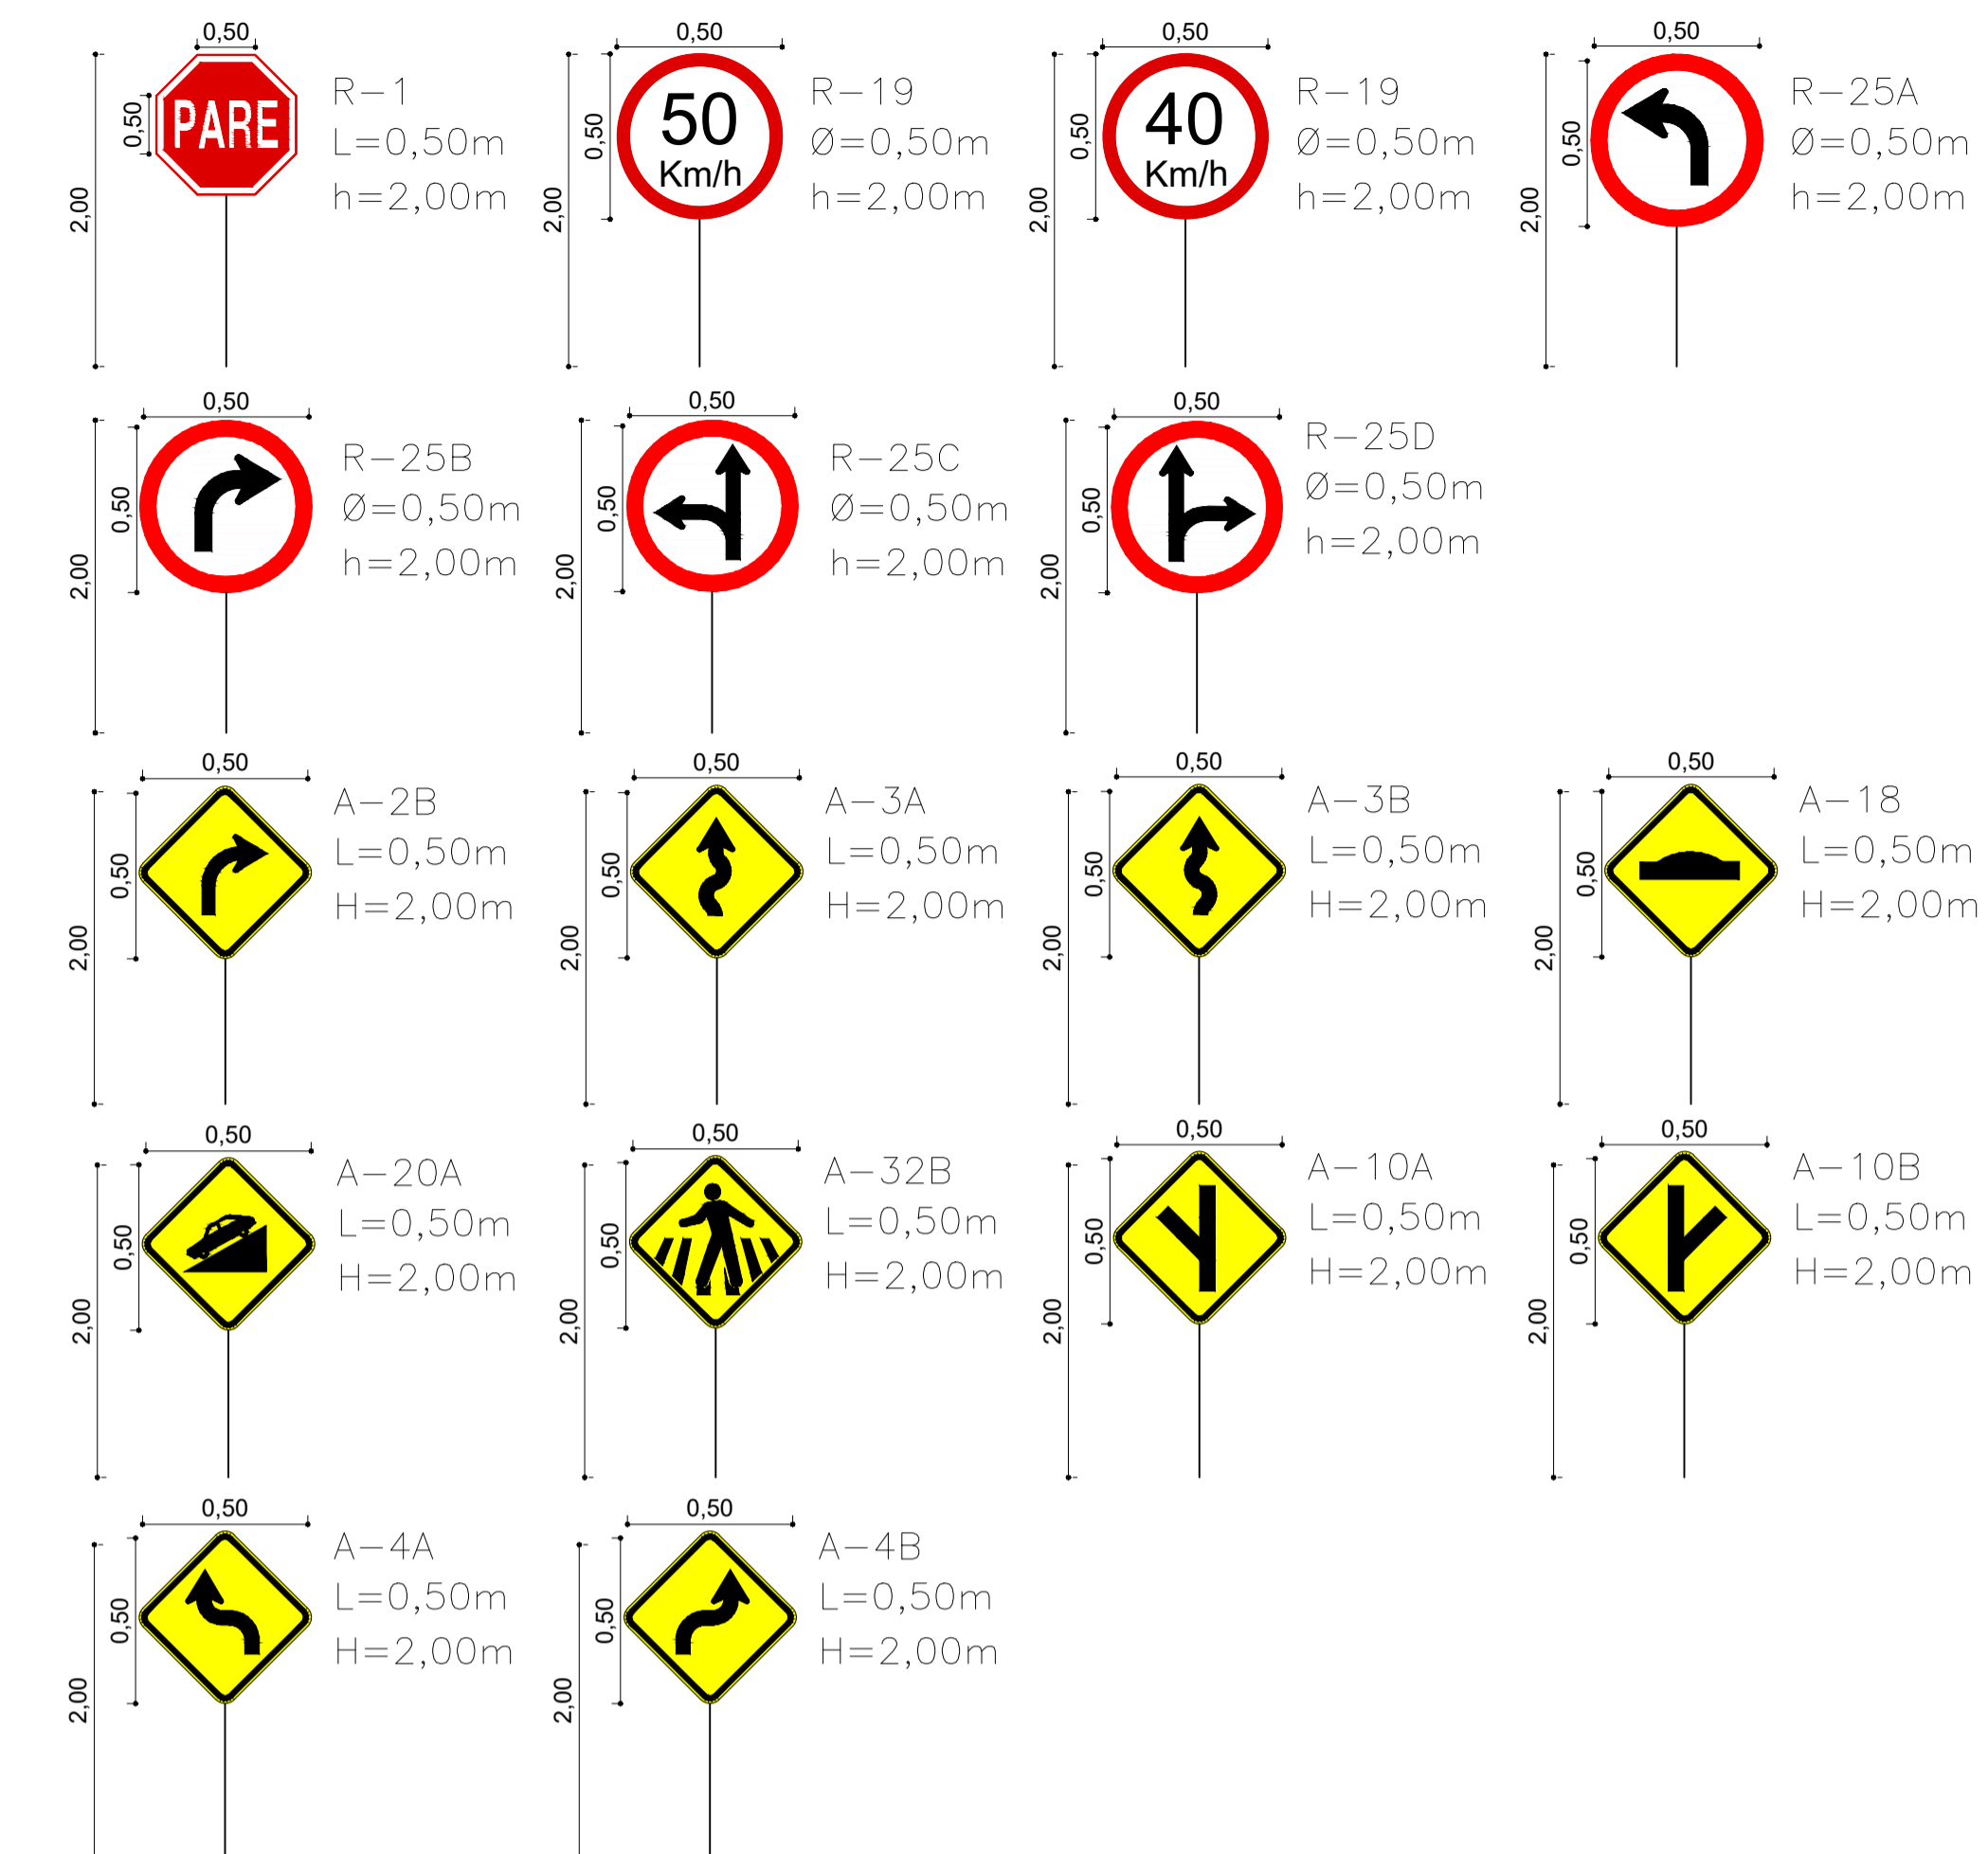 0,50
0,50
2,00
PARE
R-1
L=0,50m
h=2,00m
0,50
0,50
2,00
50
Km/h
R-19
Ø=0,50m
h=2,00m
0,50
0,50
2,00
40
Km/h
R-19
Ø=0,50m
h=2,00m
0,50
0,50
2,00
R-25A
Ø=0,50m
h=2,00m
0,50
0,50
2,00
R-25B
Ø=0,50m
h=2,00m
0,50
0,50
2,00
R-25C
Ø=0,50m
h=2,00m
0,50
0,50
2,00
R-25D
Ø=0,50m
h=2,00m
0,50
0,50
2,00
A-2B
L=0,50m
H=2,00m
0,50
0,50
2,00
A-3A
L=0,50m
H=2,00m
0,50
0,50
2,00
A-3B
L=0,50m
H=2,00m
0,50
0,50
2,00
A-18
L=0,50m
H=2,00m
0,50
0,50
2,00
A-20A
L=0,50m
H=2,00m
0,50
0,50
2,00
A-32B
L=0,50m
H=2,00m
0,50
0,50
2,00
A-10A
L=0,50m
H=2,00m
0,50
0,50
2,00
A-10B
L=0,50m
H=2,00m
0,50
0,50
2,00
A-4A
L=0,50m
H=2,00m
0,50
0,50
2,00
A-4B
L=0,50m
H=2,00m